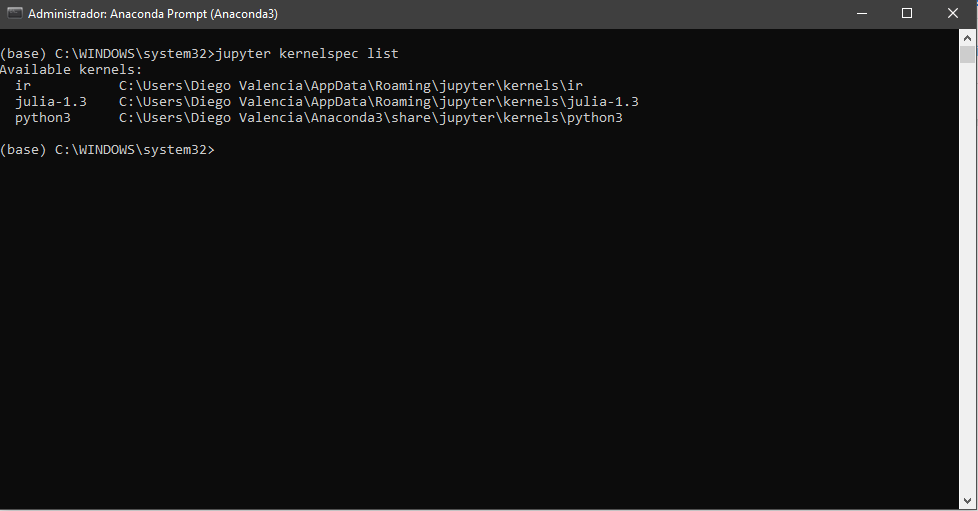 Administrador: Anaconda Prompt (Anaconda3)
(base) C:\WINDOWS\system32>jupyter kernelspec list
Available kernels:
  ir           C:\Users\Diego Valencia\AppData\Roaming\jupyter\kernels\ir
  julia-1.3    C:\Users\Diego Valencia\AppData\Roaming\jupyter\kernels\julia-1.3
  python3      C:\Users\Diego Valencia\Anaconda3\share\jupyter\kernels\python3
(base) C:\WINDOWS\system32>